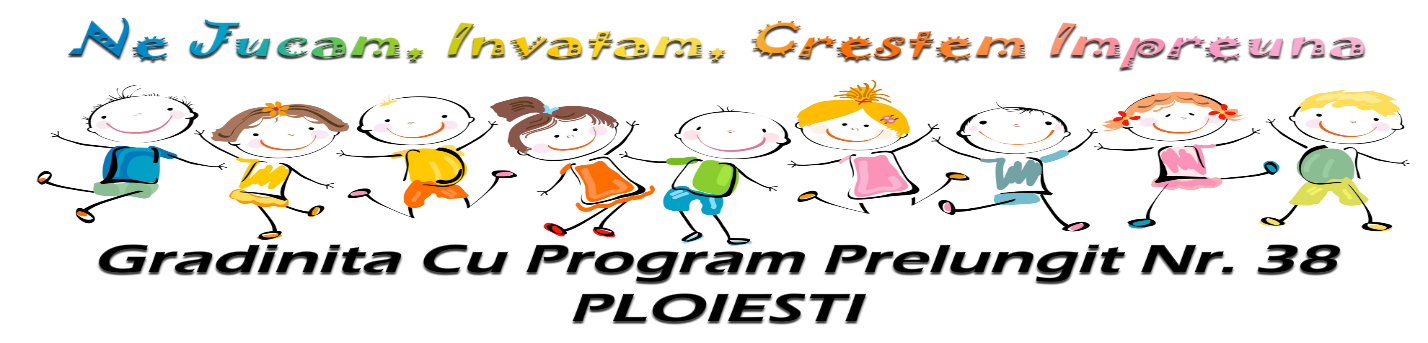 Ne Jucam, Invatam, Crestem Impreuna
Gradinita Cu Program Prelungit Nr. 38
PLOIESTI